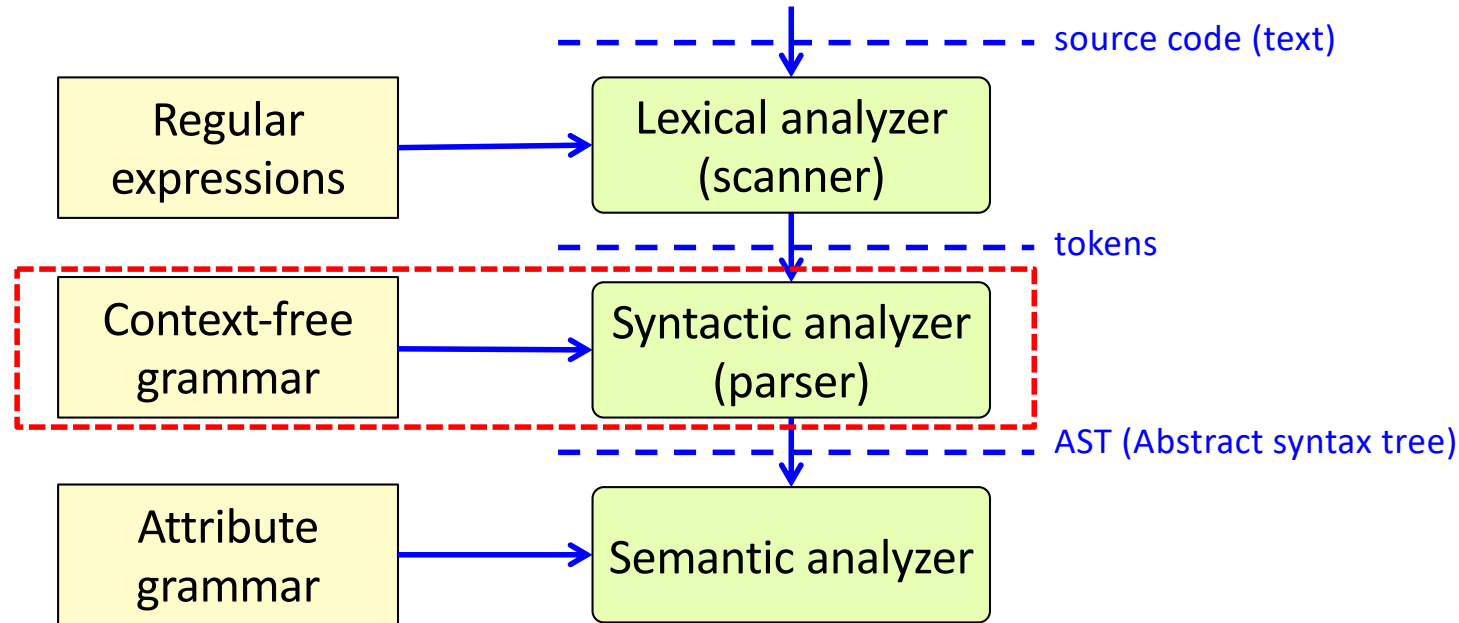 source code (text)
Regular
expressions
Lexical analyzer
(scanner)
tokens
Context-free
grammar
Syntactic analyzer
(parser)
AST (Abstract syntax tree)
Attribute
grammar
Semantic analyzer